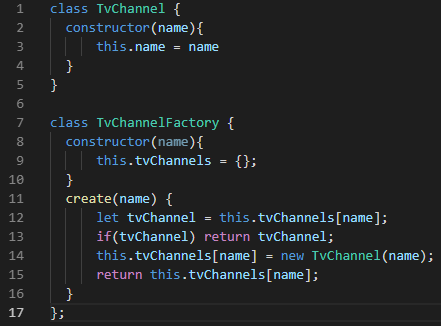 1 class TvChannel {
2 constructor(name){
3 this.name = name
4 }
5 }
6
7 class TvChannelFactory {
8 constructor(name){
9 this.tvChannels = {};
10 }
11 create(name) {
12 let tvChannel = this.tvChannels[name];
13 if(tvChannel) return tvChannel;
14 this.tvChannels[name] = new TvChannel(name);
15 return this.tvChannels[name];
16 }
17 };